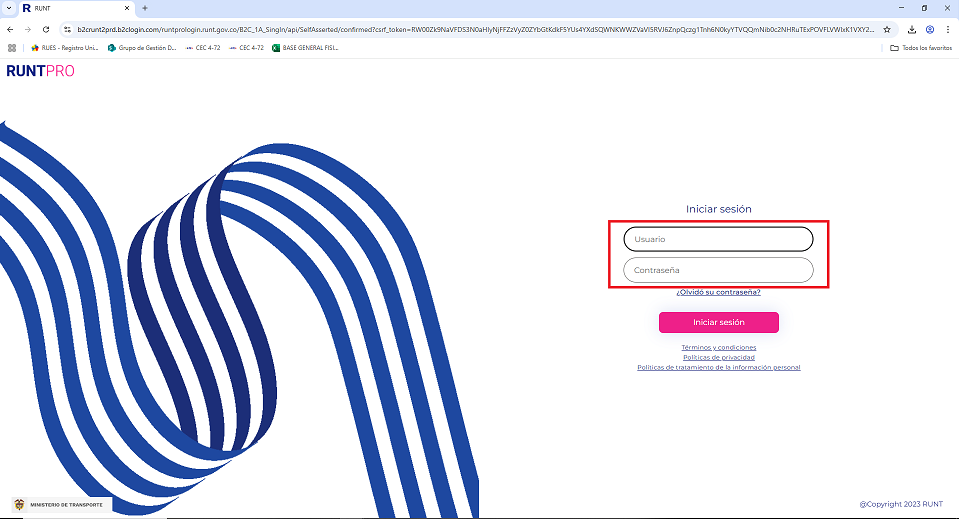 RUNT
b2crunt2prd.b2clogin.com/runtprologin.runt.gov.co/B2C_1A_SingIn/api/SelfAsserted/confirmed?csrf_token=
RUES - Registro Uni...
Grupo de Gestión D...
CEC 4-72
CEC 4-72
BASE GENERAL FISI...
Todos los favoritos
RUNTPRO
Iniciar sesión
Usuario
Contraseña
¿Olvidó su contraseña?
Iniciar sesión
Términos y condiciones
Políticas de privacidad
Políticas de tratamiento de la información personal
MINISTERIO DE TRANSPORTE
@Copyright 2023 RUNT